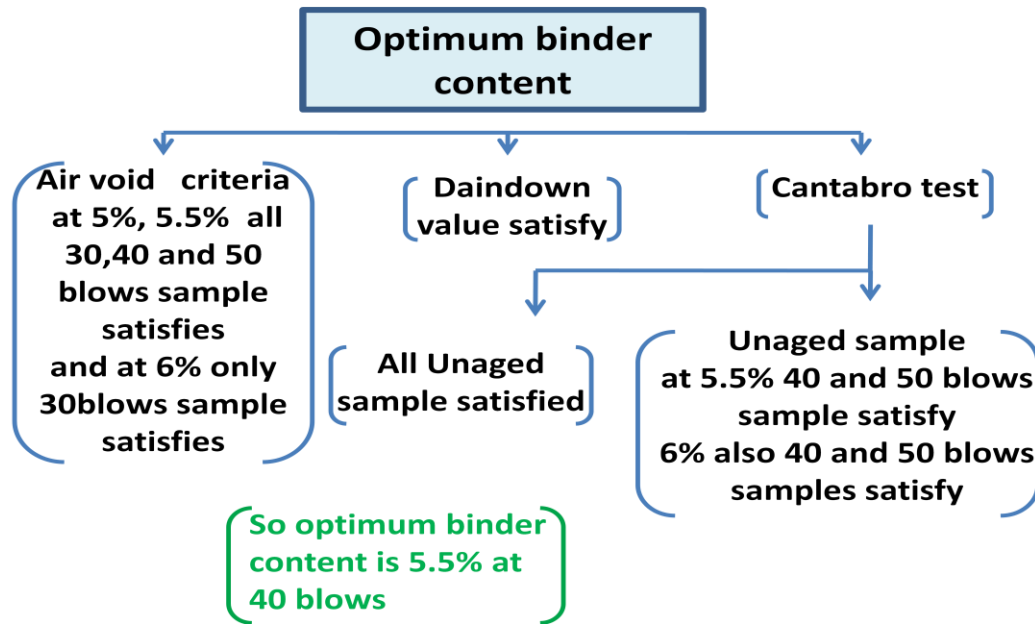 Optimum binder
content
Air void criteria
at 5%, 5.5% all
30,40 and 50
blows sample
satisfies
and at 6% only
30blows sample
satisfies
Daindown
value satisfy
Cantabro test
All Unaged
sample satisfied
Unaged sample
at 5.5% 40 and 50 blows
sample satisfy
6% also 40 and 50 blows
samples satisfy
So optimum binder
content is 5.5% at
40 blows